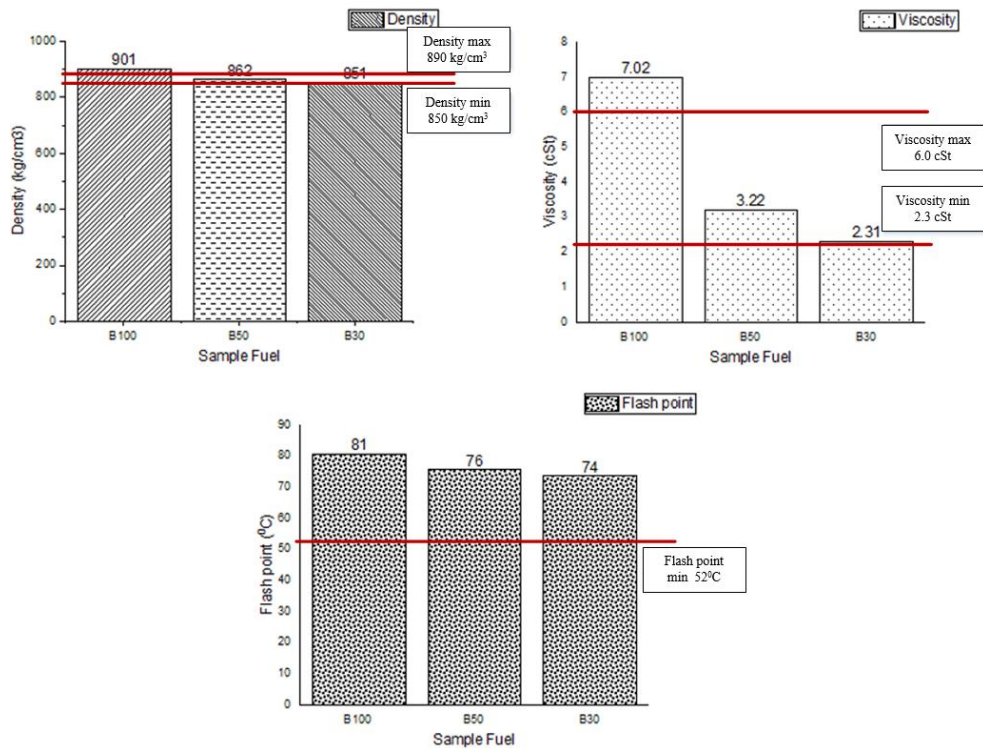 Density
Density max
890 kg/cm³
Density min
850 kg/cm³
1000
800
600
400
200
0
Density (kg/cm3)
901
862
851
B100
B50
B30
Sample Fuel
Viscosity
8
7
6
5
4
3
2
1
0
Viscosity (cSt)
7.02
3.22
2.31
Viscosity max
6.0 cSt
Viscosity min
2.3 cSt
B100
B50
B30
Sample Fuel
Flash point
90
80
70
60
50
40
30
20
10
0
Flash point (⁰C)
81
76
74
Flash point
min 52⁰C
B100
B50
B30
Sample Fuel